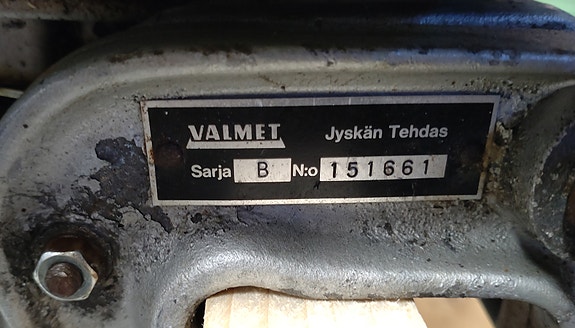 VALMET Jyskän Tehdas
Sarja B N:o 151661